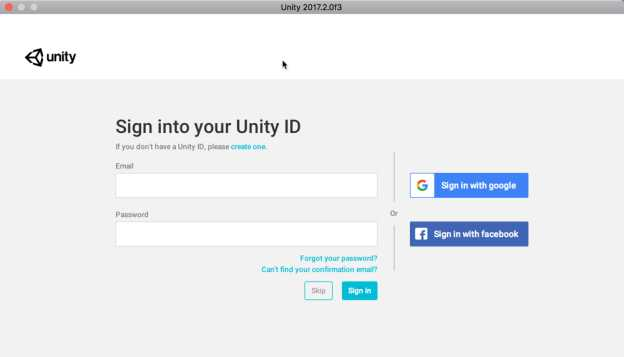 Unity 2017.2.0f3
unity
Sign into your Unity ID
If you don't have a Unity ID, please create one.
Email
Sign in with google
Password
Or
Sign in with facebook
Forgot your password?
Can't find your confirmation email?
Skip
Sign In